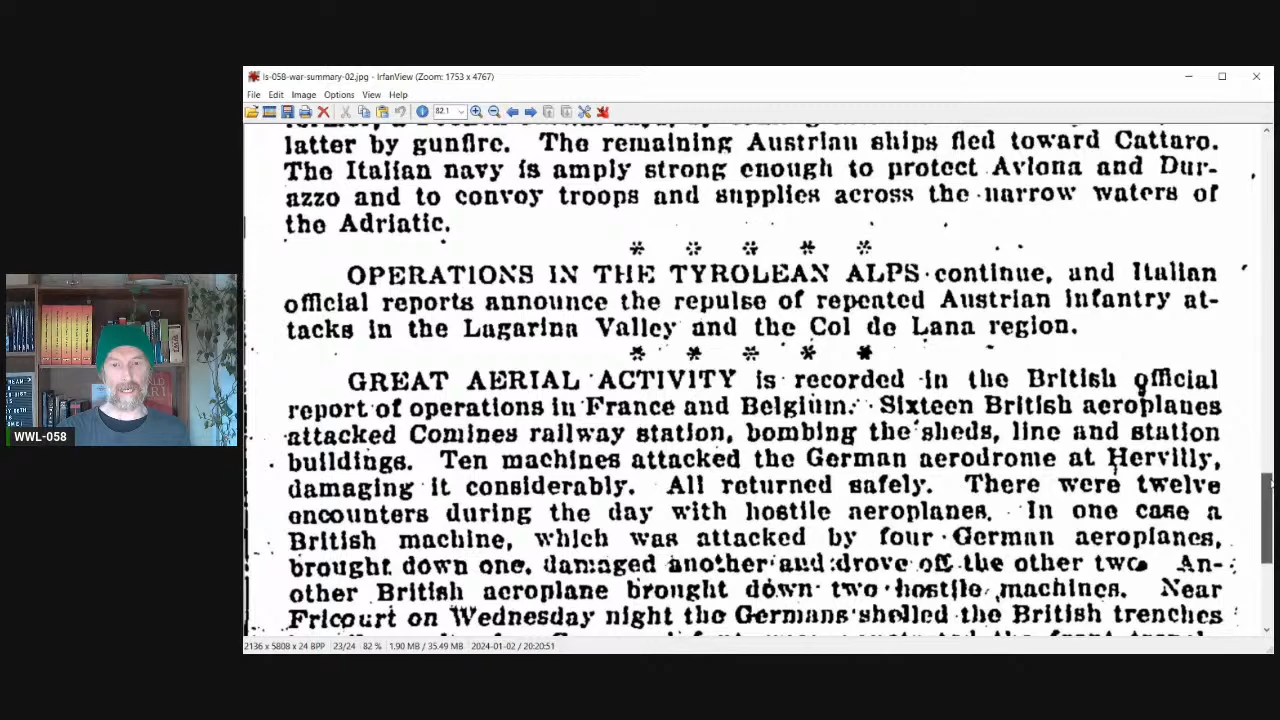 ls-058-war-summary-02.jpg - IrfanView (Zoom: 1753 x 4767)
File Edit Image Options View Help
82.1
latter by gunfire. The remaining Austrian ships fled toward Cattaro.
The Italian navy is amply strong enough to protect Avlona and Dur-
azzo and to convoy troops and supplies across the narrow waters of
the Adriatic.
* * * * *
OPERATIONS IN THE TYROLEAN ALPS continue, and Italian
official reports announce the repulse of repeated Austrian infantry at-
tacks in the Lagarina Valley and the Col de Lana region.
* * * * *
GREAT AERIAL ACTIVITY is recorded in the British official
report of operations in France and Belgium. Sixteen British aeroplanes
attacked Comines railway station, bombing the sheds, line and station
buildings. Ten machines attacked the German aerodrome at Hervilly,
damaging it considerably. All returned safely. There were twelve
encounters during the day with hostile aeroplanes. In one case a
British machine, which was attacked by four German aeroplanes,
brought down one, damaged another and drove off the other two. An-
other British aeroplane brought down two hostile machines. Near
Fricourt on Wednesday night the Germans shelled the British trenches
WWL-058
2136 x 5808 x 24 BPP 23/24 82 % 1.90 MB / 35.49 MB 2024-01-02 / 20:20:51